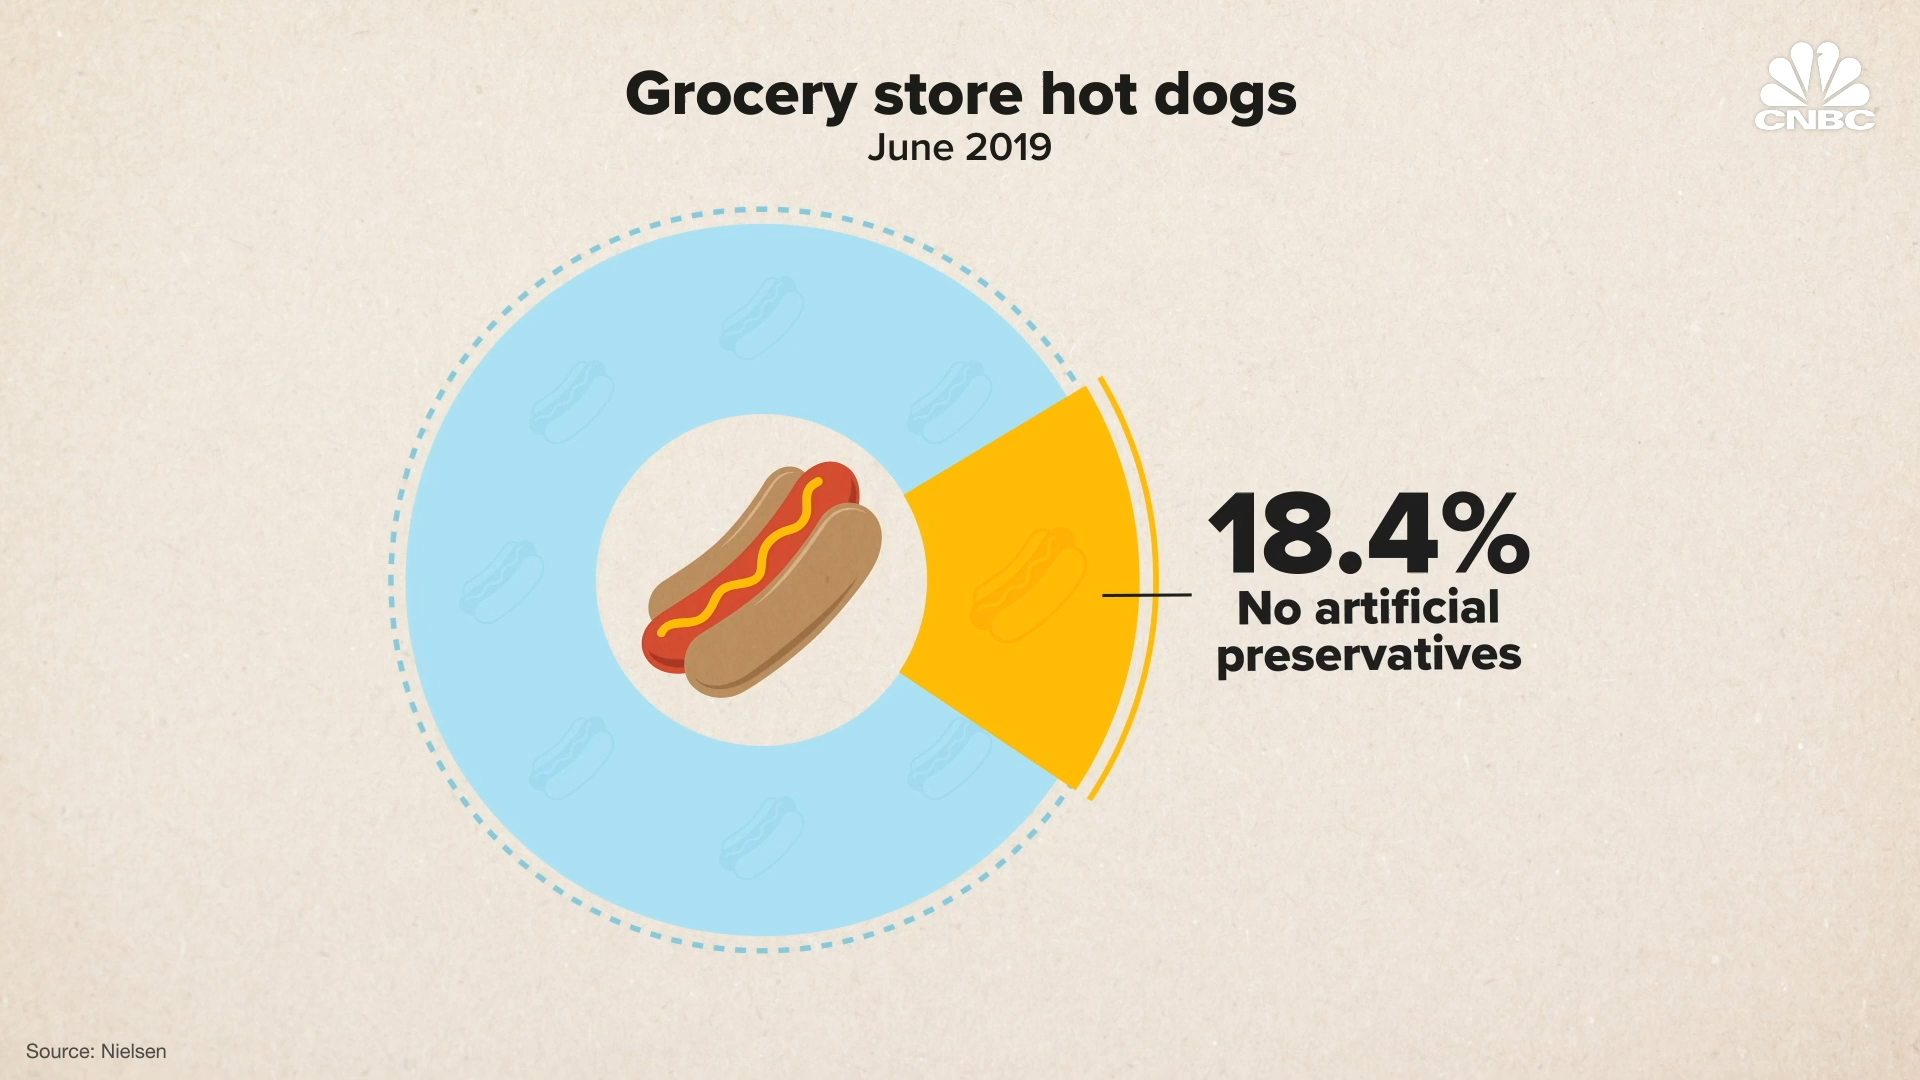 Grocery store hot dogs
June 2019
CNBC
18.4%
No artificial
preservatives
Source: Nielsen